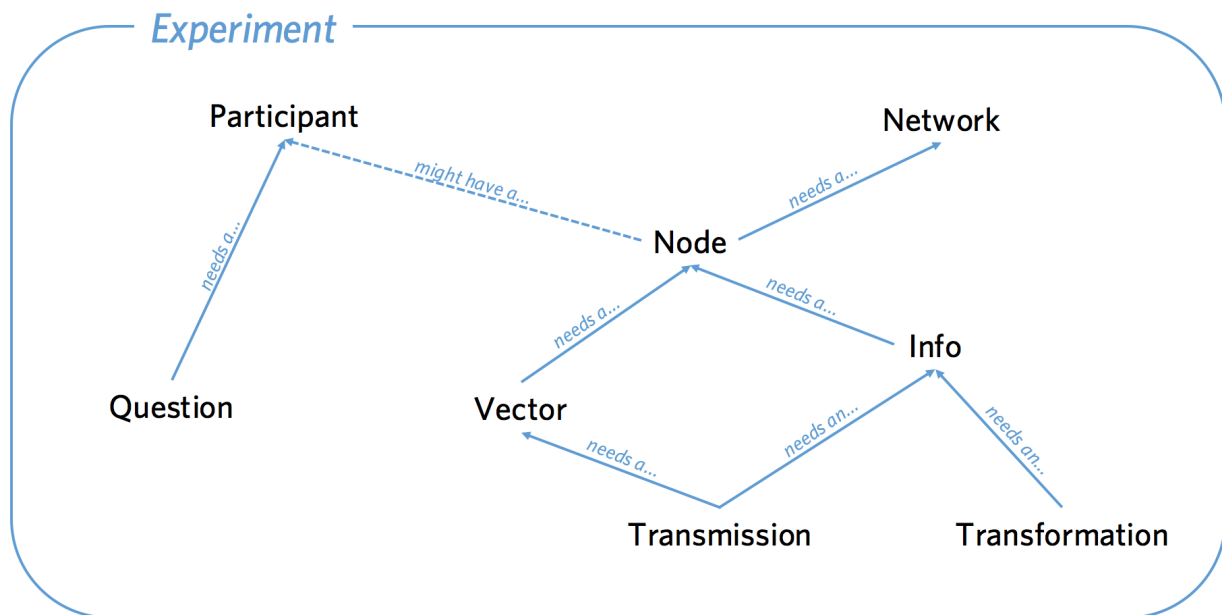 Experiment
Participant
Network
might have a...
needs a...
Node
needs a...
needs a...
needs a...
Info
Question
Vector
needs a...
needs an...
needs an...
Transmission
Transformation